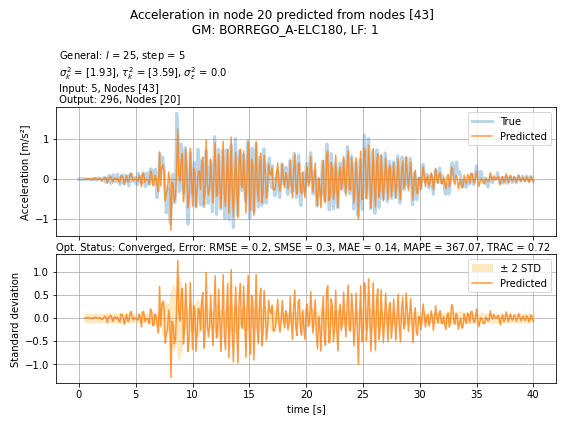 Acceleration in node 20 predicted from nodes [43]
GM: BORREGO_A-ELC180, LF: 1
General: l = 25, step = 5
σ²ₖ = [1.93], τ²ₖ = [3.59], σ²ε = 0.0
Input: 5, Nodes [43]
Output: 296, Nodes [20]
True
Predicted
Acceleration [m/s²]
1
0
−1
Opt. Status: Converged, Error: RMSE = 0.2, SMSE = 0.3, MAE = 0.14, MAPE = 367.07, TRAC = 0.72
± 2 STD
Predicted
Standard deviation
1.0
0.5
0.0
−0.5
−1.0
0 5 10 15 20 25 30 35 40
time [s]